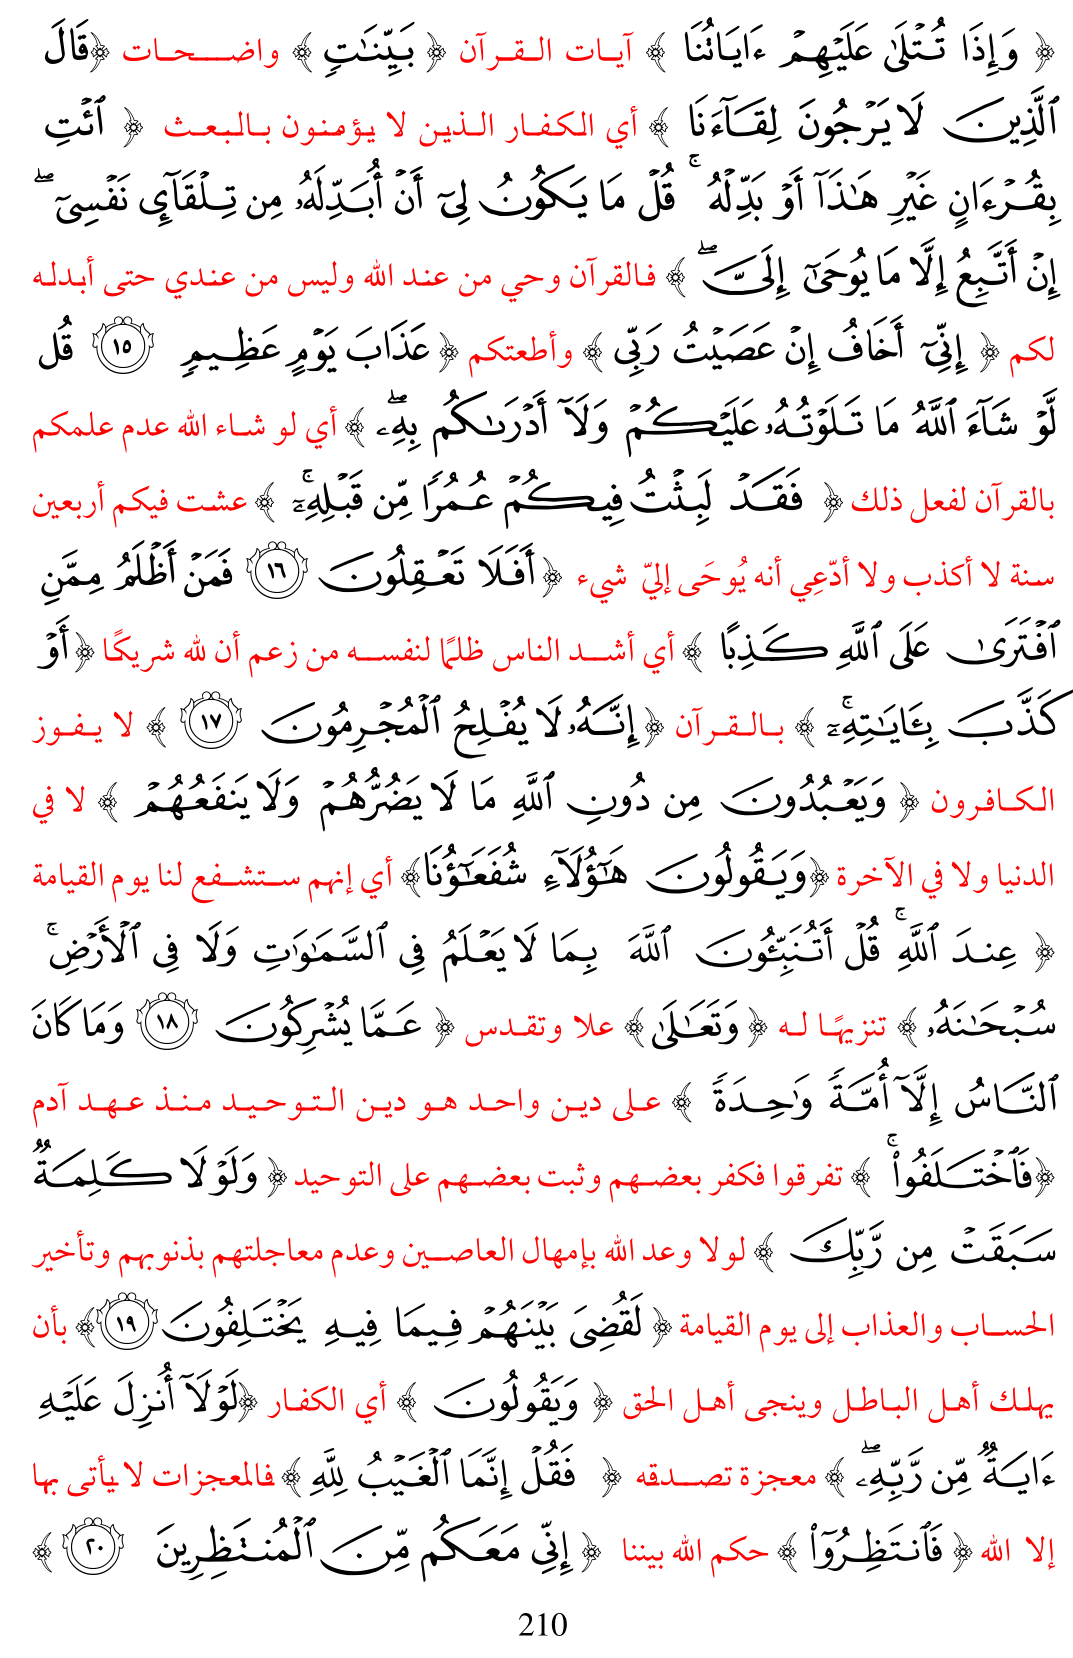 ﴿ وَإِذَا تُتۡلَىٰ عَلَيۡهِمۡ ءَايَاتُنَا ﴾ آيات القرآن ﴿ بَيِّنَٰتٖ ﴾ واضحات ﴿قَالَ
ٱلَّذِينَ لَا يَرۡجُونَ لِقَآءَنَا ﴾ أي الكفار الذين لا يؤمنون بالبعث ﴿ ٱئۡتِ
بِقُرۡءَانٍ غَيۡرِ هَٰذَآ أَوۡ بَدِّلۡهُۚ قُلۡ مَا يَكُونُ لِيٓ أَنۡ أُبَدِّلَهُۥ مِن تِلۡقَآيِٕ نَفۡسِيٓۖ
إِنۡ أَتَّبِعُ إِلَّا مَا يُوحَىٰٓ إِلَيَّۖ ﴾ فالقرآن وحي من عند الله وليس من عندي حتى أبدله
لكم ﴿ إِنِّيٓ أَخَافُ إِنۡ عَصَيۡتُ رَبِّي ﴾ وأطعتكم ﴿ عَذَابَ يَوۡمٍ عَظِيمٖ ١٥ قُل
لَّوۡ شَآءَ ٱللَّهُ مَا تَلَوۡتُهُۥ عَلَيۡكُمۡ وَلَآ أَدۡرَىٰكُم بِهِۦۖ ﴾ أي لو شاء الله عدم علمكم
بالقرآن لفعل ذلك ﴿ فَقَدۡ لَبِثۡتُ فِيكُمۡ عُمُرٗا مِّن قَبۡلِهِۦٓۚ ﴾ عشت فيكم أربعين
سنة لا أكذب ولا أدّعِي أنه يُوحَى إليّ شيء ﴿ أَفَلَا تَعۡقِلُونَ ١٦ فَمَنۡ أَظۡلَمُ مِمَّنِ
ٱفۡتَرَىٰ عَلَى ٱللَّهِ كَذِبًا ﴾ أي أشد الناس ظلمًا لنفسه من زعم أن لله شريكًا ﴿ أَوۡ
كَذَّبَ بِـَٔايَٰتِهِۦٓۚ ﴾ بالقرآن ﴿ إِنَّهُۥ لَا يُفۡلِحُ ٱلۡمُجۡرِمُونَ ١٧ ﴾ لا يفوز
الكافرون ﴿ وَيَعۡبُدُونَ مِن دُونِ ٱللَّهِ مَا لَا يَضُرُّهُمۡ وَلَا يَنفَعُهُمۡ ﴾ لا في
الدنيا ولا في الآخرة ﴿وَيَقُولُونَ هَٰٓؤُلَآءِ شُفَعَٰٓؤُنَا﴾ أي إنهم ستشفع لنا يوم القيامة
﴿ عِندَ ٱللَّهِۚ قُلۡ أَتُنَبِّـُٔونَ ٱللَّهَ بِمَا لَا يَعۡلَمُ فِي ٱلسَّمَٰوَٰتِ وَلَا فِي ٱلۡأَرۡضِۚ
سُبۡحَٰنَهُۥ ﴾ تنزيهًا له ﴿ وَتَعَٰلَىٰ ﴾ علا وتقدس ﴿ عَمَّا يُشۡرِكُونَ ١٨ وَمَا كَانَ
ٱلنَّاسُ إِلَّآ أُمَّةٗ وَٰحِدَةٗ ﴾ على دين واحد هو دين التوحيد منذ عهد آدم
﴿فَٱخۡتَلَفُواْۚ ﴾ تفرقوا فكفر بعضهم وثبت بعضهم على التوحيد ﴿ وَلَوۡلَا كَلِمَةٞ
سَبَقَتۡ مِن رَّبِّكَ ﴾ لولا وعد الله بإمهال العاصين وعدم معاجلتهم بذنوبهم وتأخير
الحساب والعذاب إلى يوم القيامة ﴿ لَقُضِيَ بَيۡنَهُمۡ فِيمَا فِيهِ يَخۡتَلِفُونَ ١٩﴾ بأن
يهلك أهل الباطل وينجى أهل الحق ﴿ وَيَقُولُونَ ﴾ أي الكفار ﴿لَوۡلَآ أُنزِلَ عَلَيۡهِ
ءَايَةٞ مِّن رَّبِّهِۦۖ ﴾ معجزة تصدقه ﴿ فَقُلۡ إِنَّمَا ٱلۡغَيۡبُ لِلَّهِ ﴾ فالمعجزات لا يأتى بها
إلا الله ﴿ فَٱنتَظِرُوٓاْ ﴾ حكم الله بيننا ﴿ إِنِّي مَعَكُم مِّنَ ٱلۡمُنتَظِرِينَ ٢٠ ﴾
210